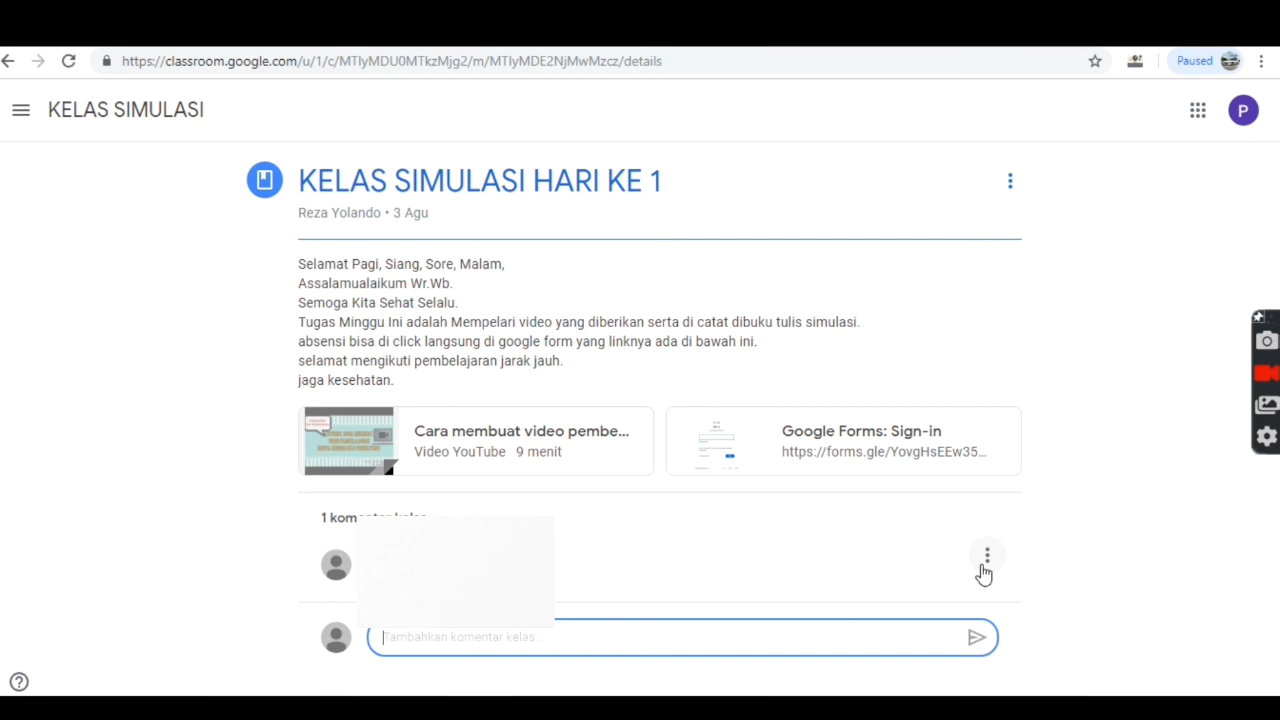 https://classroom.google.com/u/1/c/MTIyMDU0MTkzMjg2/m/MTIyMDE2NjMwMzcz/details
Paused
KELAS SIMULASI
P
KELAS SIMULASI HARI KE 1
Reza Yolando • 3 Agu
Selamat Pagi, Siang, Sore, Malam,
Assalamualaikum Wr.Wb.
Semoga Kita Sehat Selalu.
Tugas Minggu Ini adalah Mempelari video yang diberikan serta di catat dibuku tulis simulasi.
absensi bisa di click langsung di google form yang linknya ada di bawah ini.
selamat mengikuti pembelajaran jarak jauh.
jaga kesehatan.
Cara membuat video pembe...
Video YouTube 9 menit
Google Forms: Sign-in
https://forms.gle/YovgHsEEw35...
1 komentar kelas
Tambahkan komentar kelas...